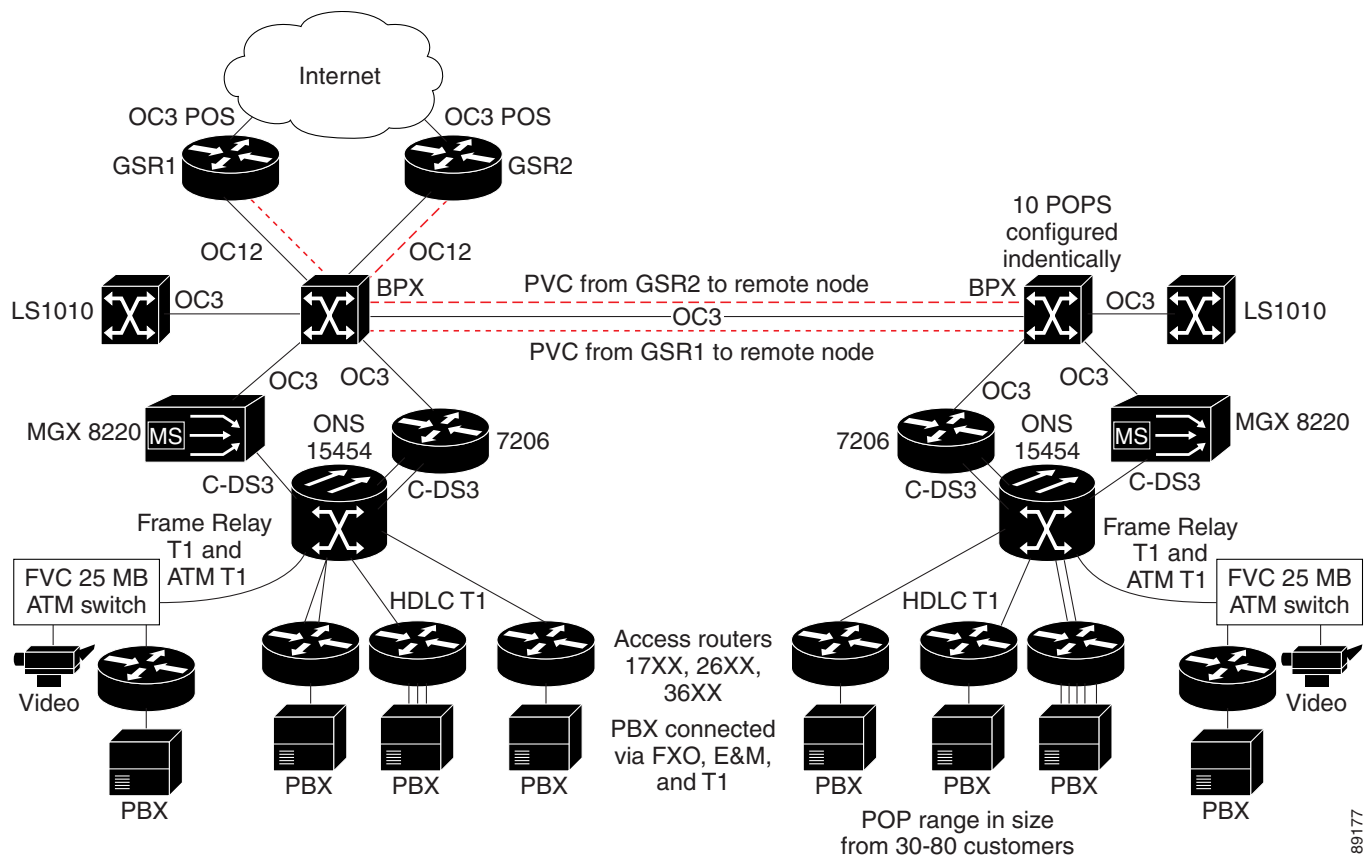 Internet
OC3 POS
OC3 POS
GSR1
GSR2
OC12
OC12
10 POPS
configured
indentically
LS1010
OC3
BPX
PVC from GSR2 to remote node
OC3
PVC from GSR1 to remote node
BPX
OC3
LS1010
OC3
OC3
OC3
OC3
MGX 8220
MS
ONS
15454
7206
C-DS3
C-DS3
7206
ONS
15454
MS
MGX 8220
C-DS3
C-DS3
Frame Relay
T1 and
ATM T1
FVC 25 MB
ATM switch
HDLC T1
Video
PBX
PBX
PBX
PBX
Access routers
17XX, 26XX,
36XX
PBX connected
via FXO, E&M,
and T1
HDLC T1
Frame Relay
T1 and
ATM T1
FVC 25 MB
ATM switch
PBX
PBX
PBX
Video
PBX
POP range in size
from 30-80 customers
89177